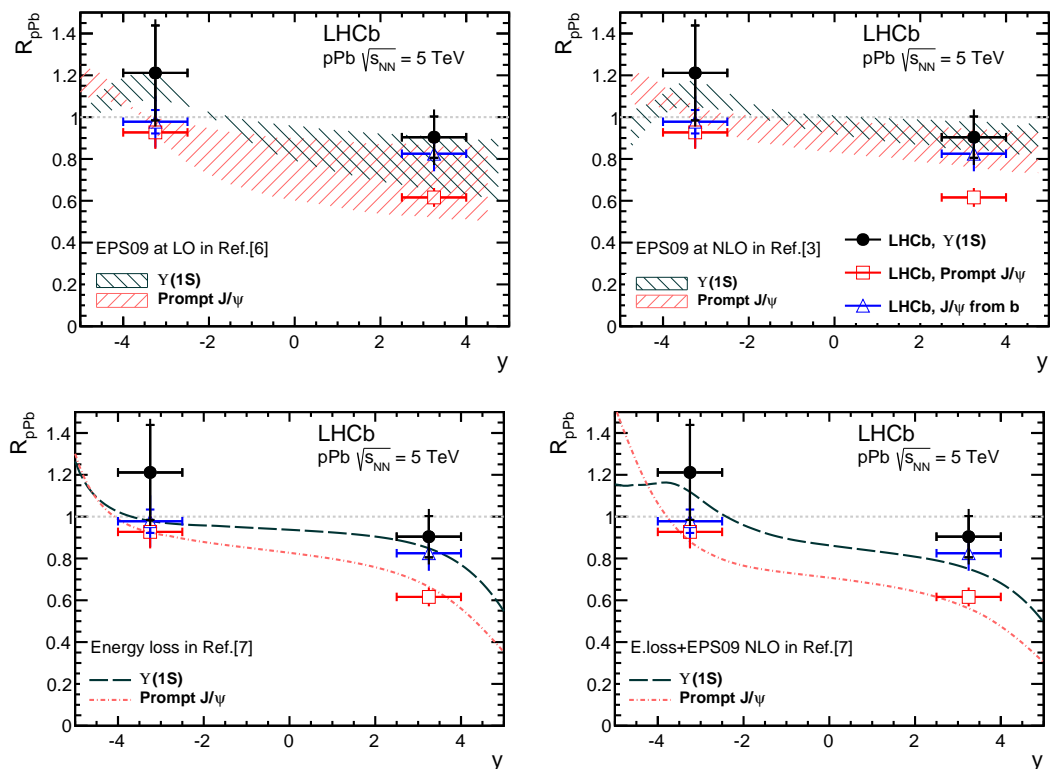 R_pPb
LHCb
pPb √s_NN = 5 TeV
1.4
1.2
1
0.8
0.6
0.4
0.2
0
EPS09 at LO in Ref.[6]
ϒ(1S)
Prompt J/ψ
-4 -2 0 2 4
y
R_pPb
LHCb
pPb √s_NN = 5 TeV
1.4
1.2
1
0.8
0.6
0.4
0.2
0
EPS09 at NLO in Ref.[3]
ϒ(1S)
Prompt J/ψ
LHCb, ϒ(1S)
LHCb, Prompt J/ψ
LHCb, J/ψ from b
-4 -2 0 2 4
y
R_pPb
LHCb
pPb √s_NN = 5 TeV
1.4
1.2
1
0.8
0.6
0.4
0.2
0
Energy loss in Ref.[7]
ϒ(1S)
Prompt J/ψ
-4 -2 0 2 4
y
R_pPb
LHCb
pPb √s_NN = 5 TeV
1.4
1.2
1
0.8
0.6
0.4
0.2
0
E.loss+EPS09 NLO in Ref.[7]
ϒ(1S)
Prompt J/ψ
-4 -2 0 2 4
y